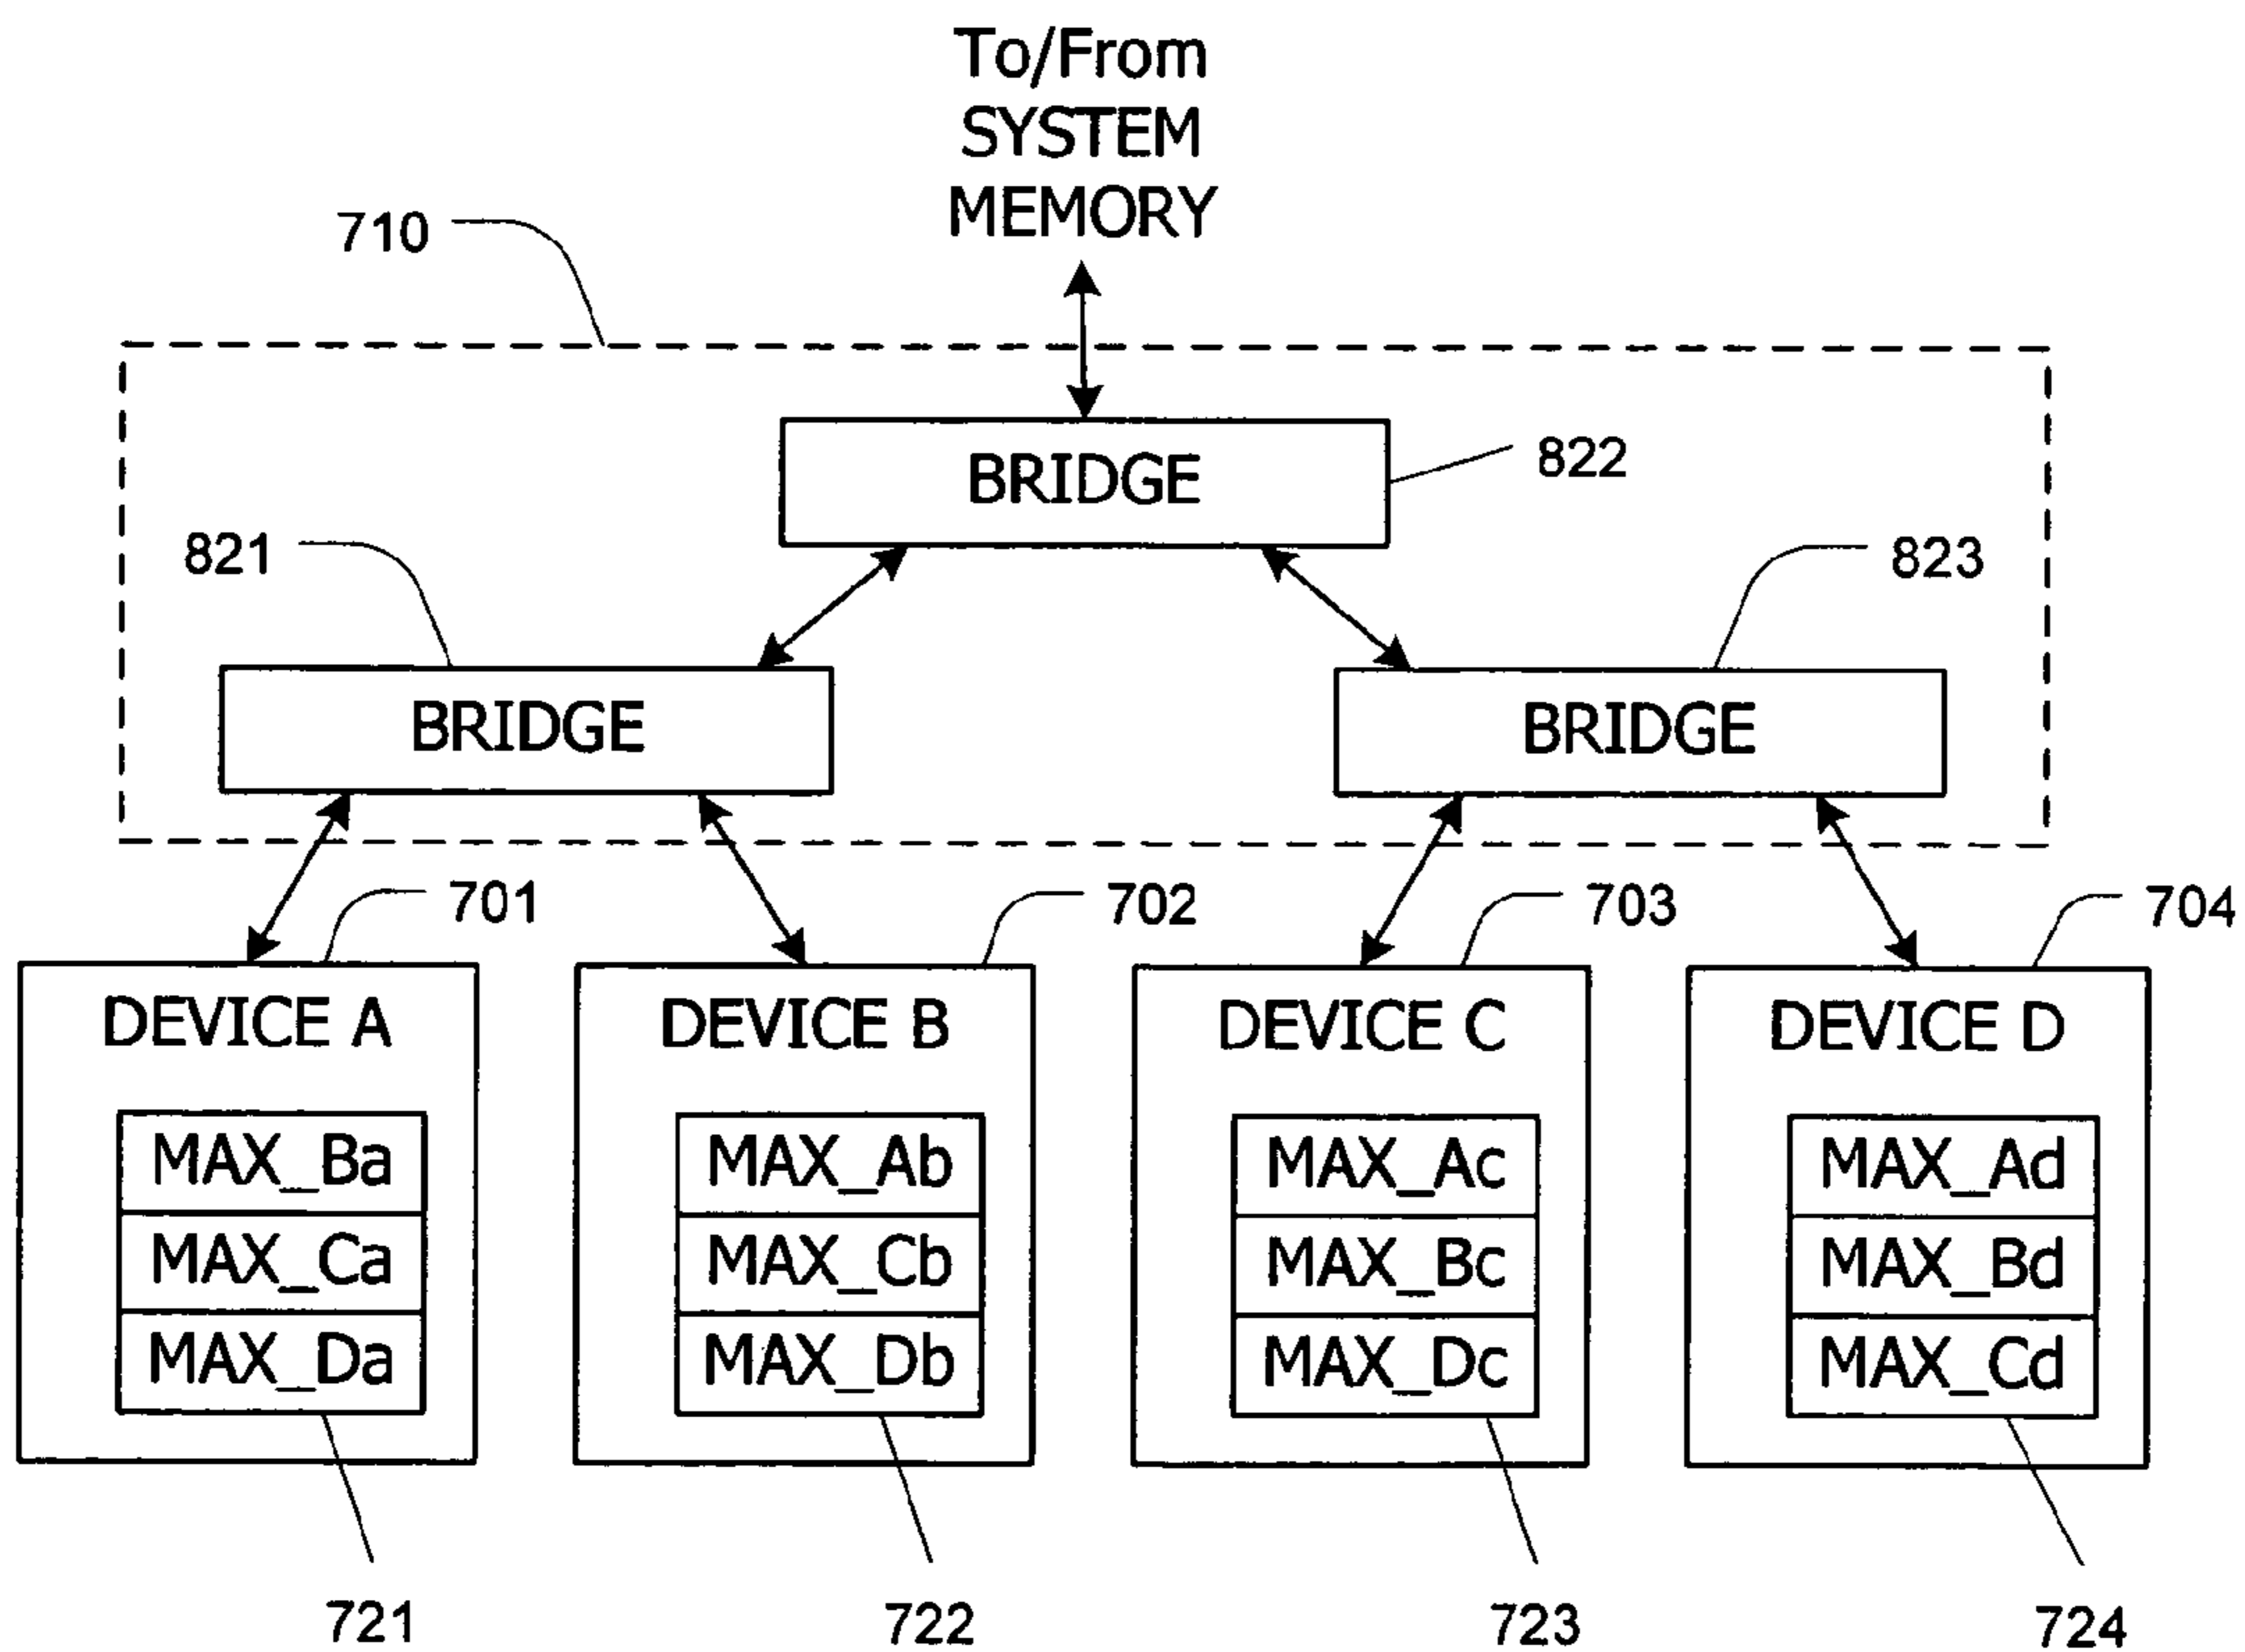 To/From
SYSTEM
MEMORY
710
BRIDGE
822
821
823
BRIDGE
BRIDGE
701
702
703
704
DEVICE A
DEVICE B
DEVICE C
DEVICE D
MAX_Ba
MAX_Ab
MAX_Ac
MAX_Ad
MAX_Ca
MAX_Cb
MAX_Bc
MAX_Bd
MAX_Da
MAX_Db
MAX_Dc
MAX_Cd
721
722
723
724